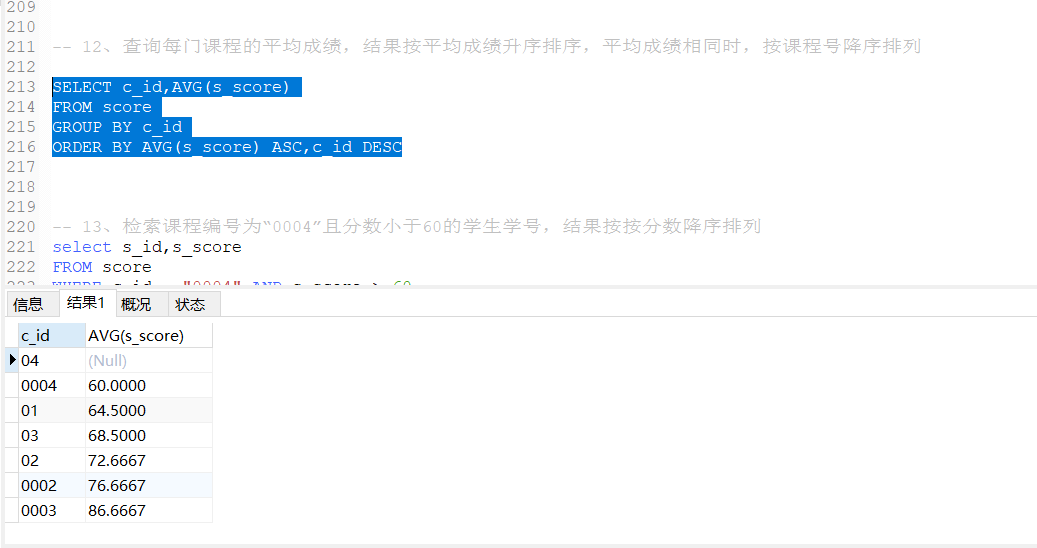 209
210
211 -- 12、查询每门课程的平均成绩，结果按平均成绩升序排序，平均成绩相同时，按课程号降序排列
212
213 SELECT c_id,AVG(s_score)
214 FROM score
215 GROUP BY c_id
216 ORDER BY AVG(s_score) ASC,c_id DESC
217
218
219
220 -- 13、检索课程编号为“0004”且分数小于60的学生学号，结果按按分数降序排列
221 select s_id,s_score
222 FROM score
信息 结果1 概况 状态
c_id AVG(s_score)
04 (Null)
0004 60.0000
01 64.5000
03 68.5000
02 72.6667
0002 76.6667
0003 86.6667